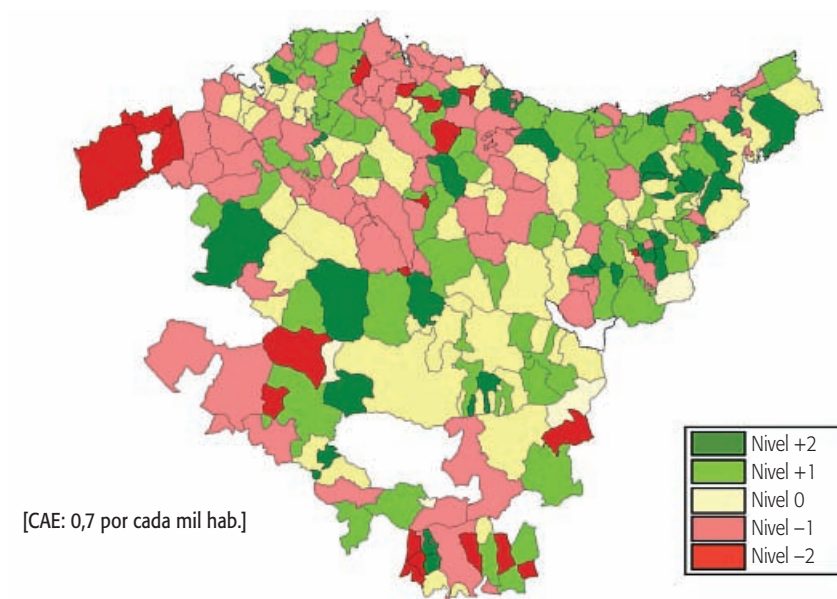 Nivel +2
Nivel +1
Nivel 0
Nivel –1
Nivel –2
[CAE: 0,7 por cada mil hab.]